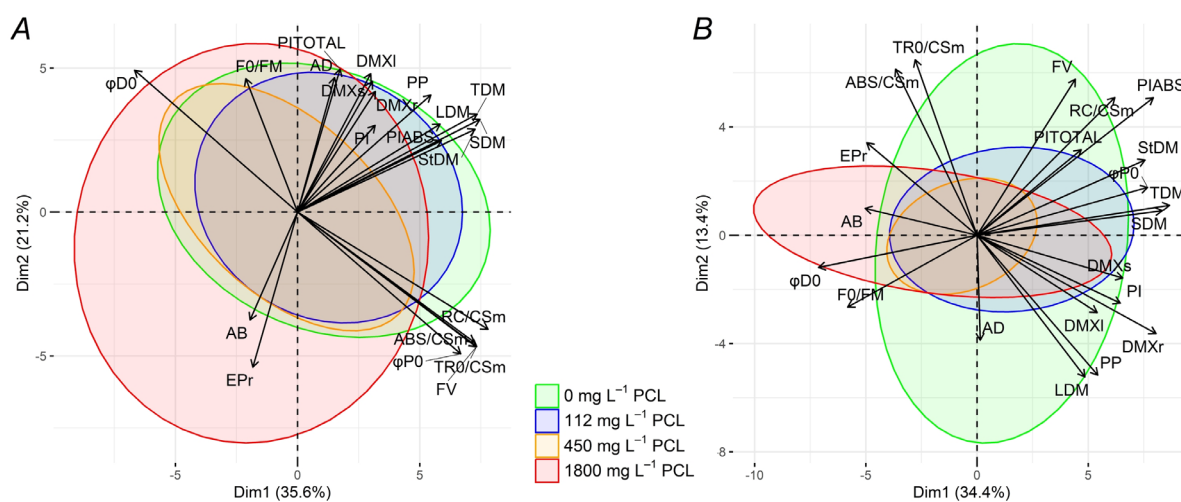 A
PITOTAL
DMXl
F0/FM
AD
φD0
DMXs
PP
DMXr
TDM
LDM
PI
PIABS
SDM
StDM
RC/CSm
AB
ABS/CSm
φP0
TR0/CSm
EPr
FV
5
0
-5
-5
0
5
Dim2 (21.2%)
Dim1 (35.6%)
0 mg L⁻¹ PCL
112 mg L⁻¹ PCL
450 mg L⁻¹ PCL
1800 mg L⁻¹ PCL
B
TR0/CSm
ABS/CSm
FV
PIABS
RC/CSm
PITOTAL
StDM
EPr
φP0
TDM
AB
SDM
DMXs
φD0
F0/FM
PI
AD
DMXl
DMXr
PP
LDM
4
0
-4
-8
-10
-5
0
5
Dim2 (13.4%)
Dim1 (34.4%)